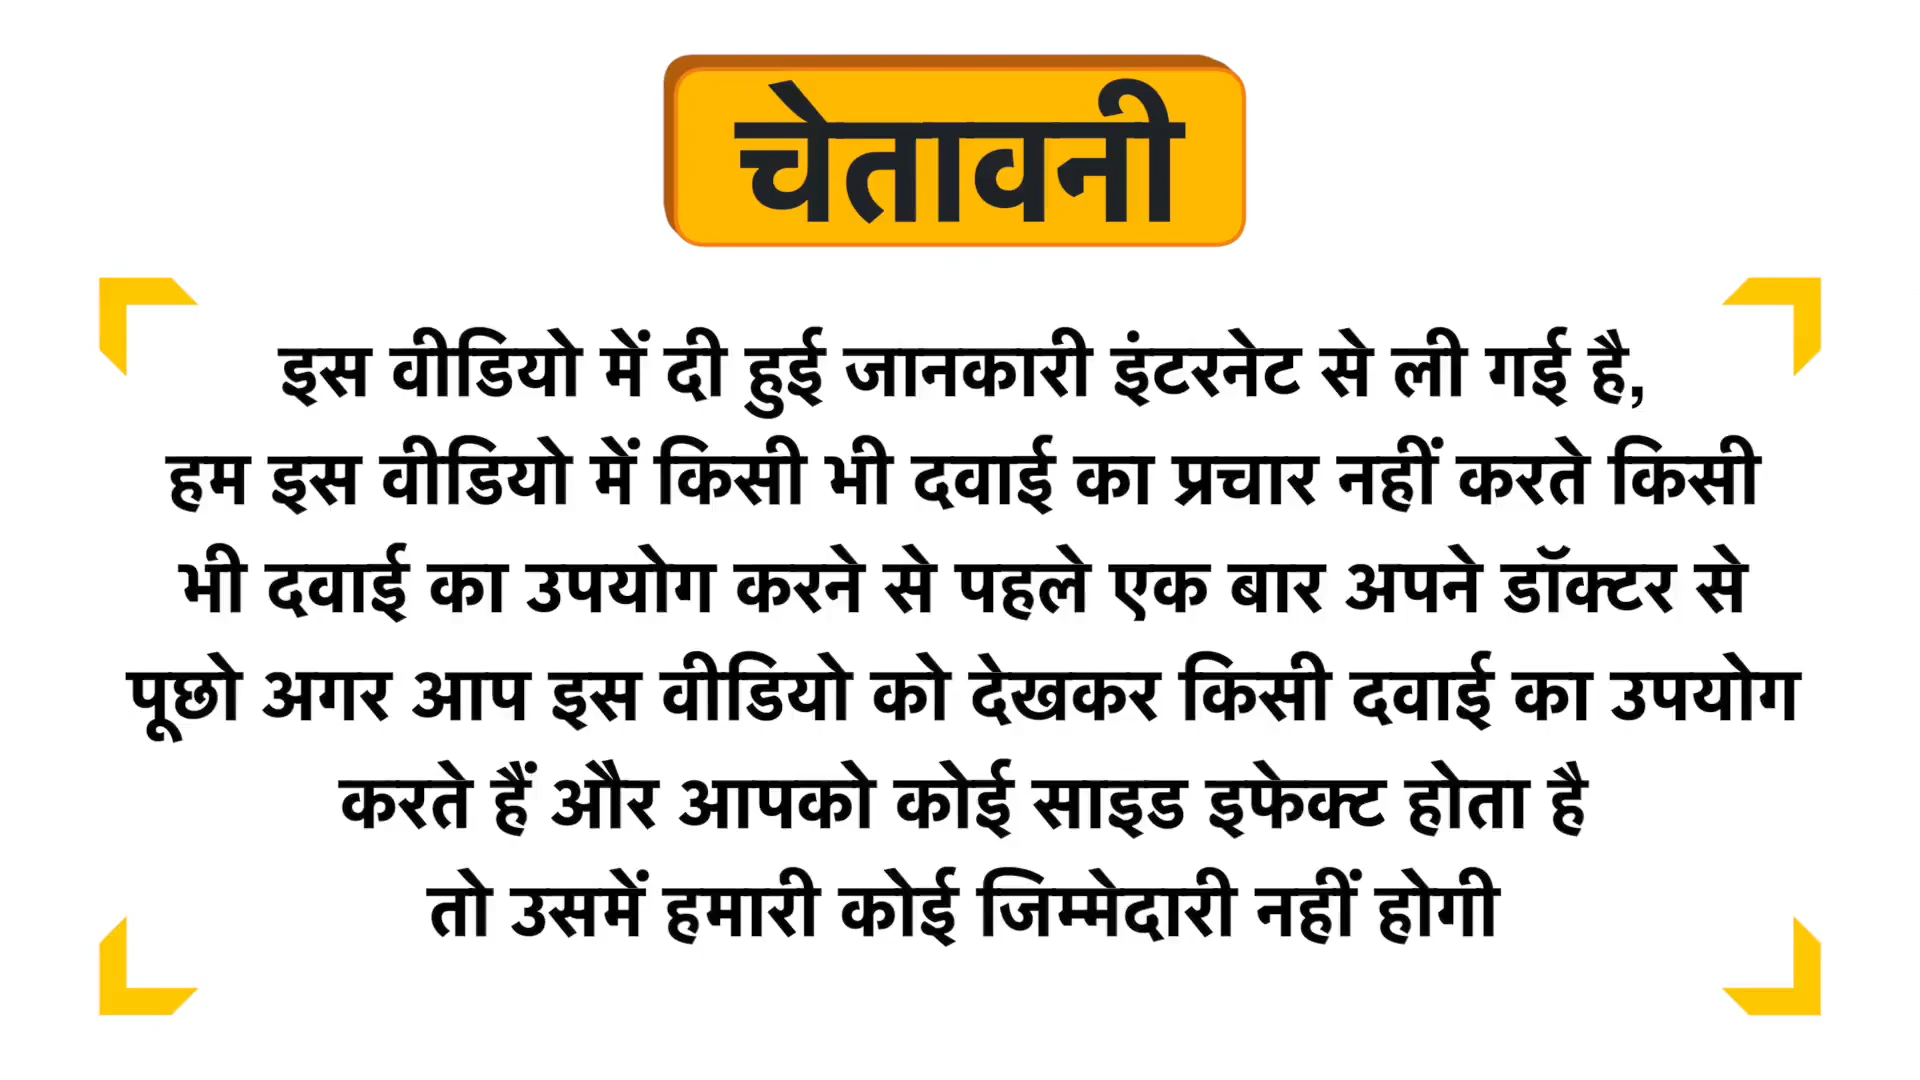 चेतावनी
इस वीडियो में दी हुई जानकारी इंटरनेट से ली गई है,
हम इस वीडियो में किसी भी दवाई का प्रचार नहीं करते किसी
भी दवाई का उपयोग करने से पहले एक बार अपने डॉक्टर से
पूछो अगर आप इस वीडियो को देखकर किसी दवाई का उपयोग
करते हैं और आपको कोई साइड इफेक्ट होता है
तो उसमें हमारी कोई जिम्मेदारी नहीं होगी